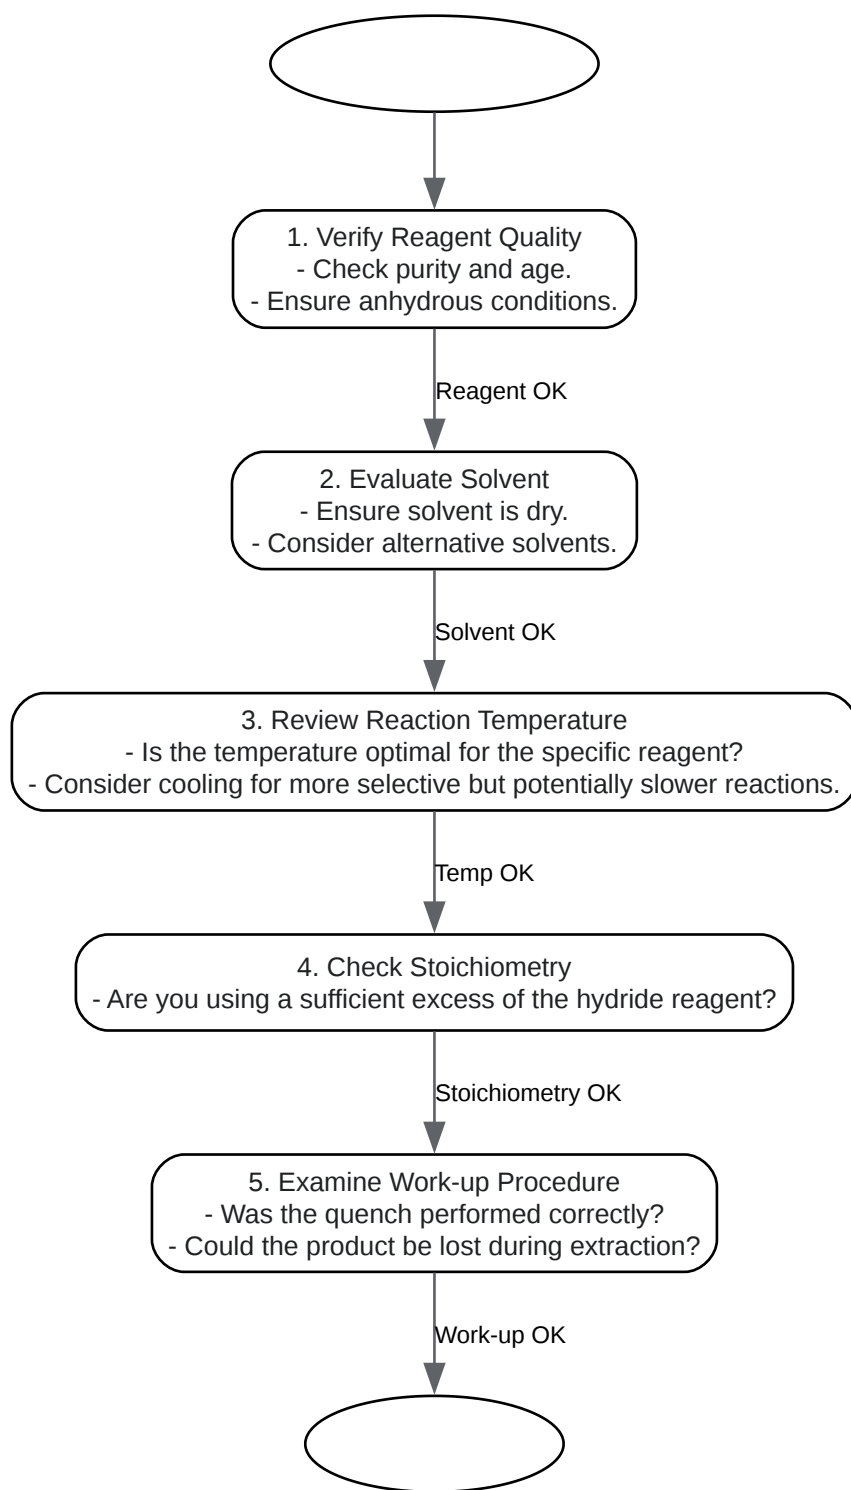 1. Verify Reagent Quality
- Check purity and age.
- Ensure anhydrous conditions.
Reagent OK
2. Evaluate Solvent
- Ensure solvent is dry.
- Consider alternative solvents.
Solvent OK
3. Review Reaction Temperature
- Is the temperature optimal for the specific reagent?
- Consider cooling for more selective but potentially slower reactions.
Temp OK
4. Check Stoichiometry
- Are you using a sufficient excess of the hydride reagent?
Stoichiometry OK
5. Examine Work-up Procedure
- Was the quench performed correctly?
- Could the product be lost during extraction?
Work-up OK